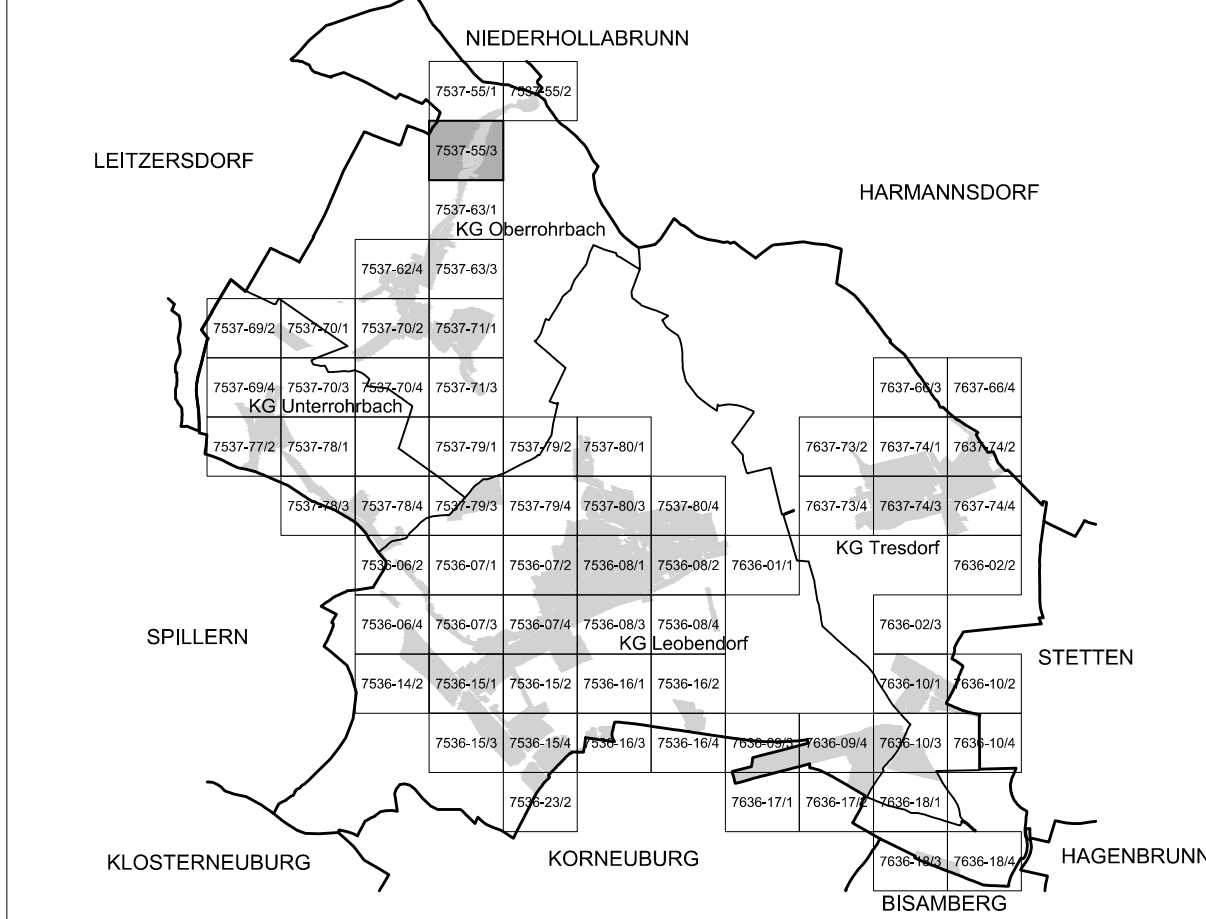 NIEDERHOLLABRUNN
7537-55/1 7537-55/2
LEITZERSDORF
7537-55/3
HARMANNSDORF
7537-63/1
KG Oberrohrbach
7537-62/4 7537-63/3
7537-69/2 7537-70/1 7537-70/2 7537-71/1
7537-69/4 7537-70/3 7537-70/4 7537-71/3 7637-66/3 7637-66/4
KG Unterrohrbach
7537-77/2 7537-78/1 7537-79/1 7537-79/2 7537-80/1 7637-73/2 7637-74/1 7637-74/2
7537-78/3 7537-78/4 7537-79/3 7537-79/4 7537-80/3 7537-80/4 7637-73/4 7637-74/3 7637-74/4
KG Tresdorf
7536-06/2 7536-07/1 7536-07/2 7536-08/1 7536-08/2 7636-01/1 7636-02/2
SPILLERN
7536-06/4 7536-07/3 7536-07/4 7536-08/3 7536-08/4 7636-02/3
KG Leobendorf
STETTEN
7536-14/2 7536-15/1 7536-15/2 7536-16/1 7536-16/2 7636-10/1 7636-10/2
7536-15/3 7536-15/4 7536-16/3 7536-16/4 7636-09/3 7636-09/4 7636-10/3 7636-10/4
7536-23/2 7636-17/1 7636-17/2 7636-18/1
KLOSTERNEUBURG
KORNEUBURG
7636-18/3 7636-18/4
HAGENBRUNN
BISAMBERG